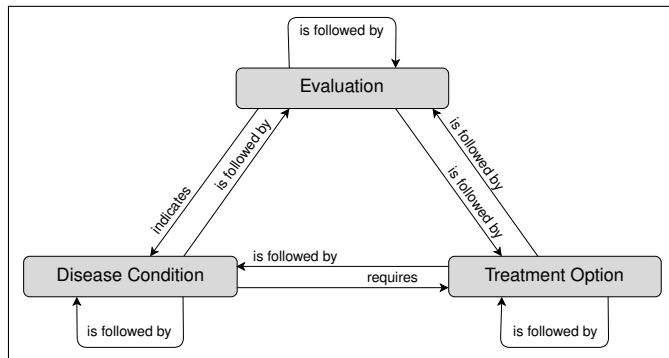 is followed by
Evaluation
indicates
is followed by
is followed by
is followed by
Disease Condition
is followed by
requires
Treatment Option
is followed by
is followed by